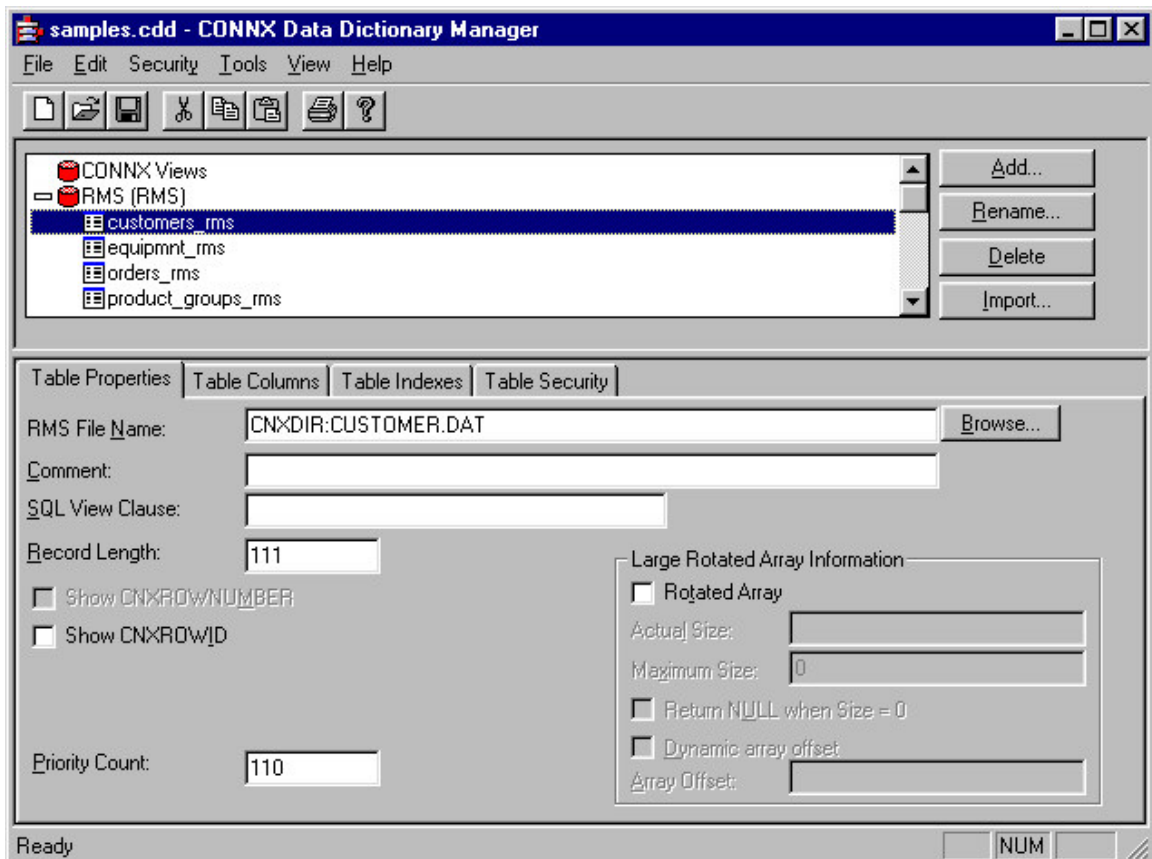 samples.cdd - CONNX Data Dictionary Manager
File Edit Security Tools View Help
CONNX Views
RMS (RMS)
customers_rms
equipmnt_rms
orders_rms
product_groups_rms
Add...
Rename...
Delete
Import...
Table Properties Table Columns Table Indexes Table Security
RMS File Name: CNXDIR:CUSTOMER.DAT Browse...
Comment:
SQL View Clause:
Record Length: 111
Show CNXROWNUMBER
Show CNXROWID
Priority Count: 110
Large Rotated Array Information
Rotated Array
Actual Size:
Maximum Size: 0
Return NULL when Size = 0
Dynamic array offset
Array Offset:
Ready NUM